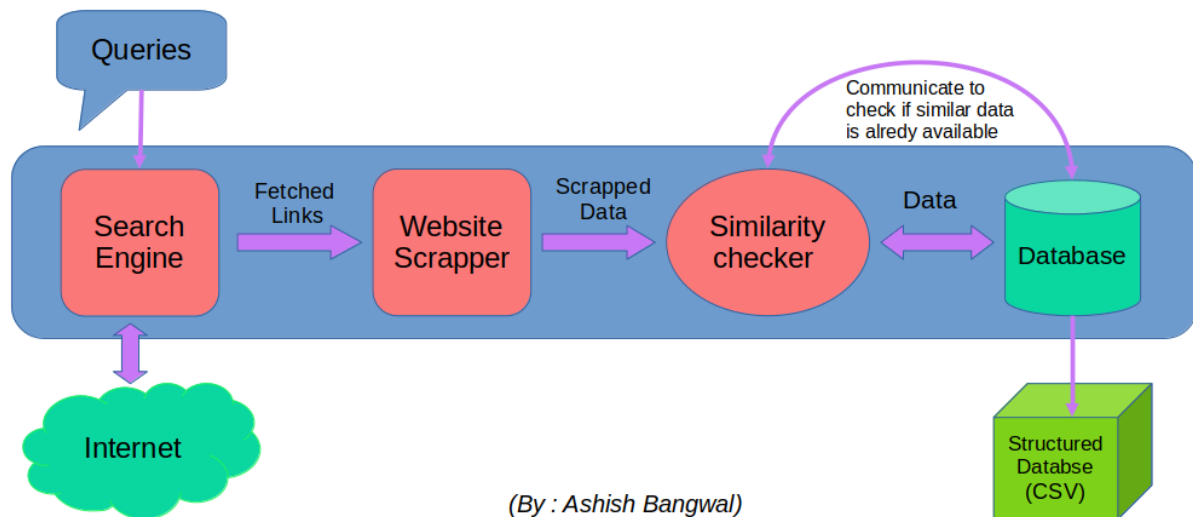 Queries
Communicate to
check if similar data
is alredy available
Search
Engine
Fetched
Links
Website
Scrapper
Scrapped
Data
Similarity
checker
Data
Database
Internet
Structured
Databse
(CSV)
(By : Ashish Bangwal)